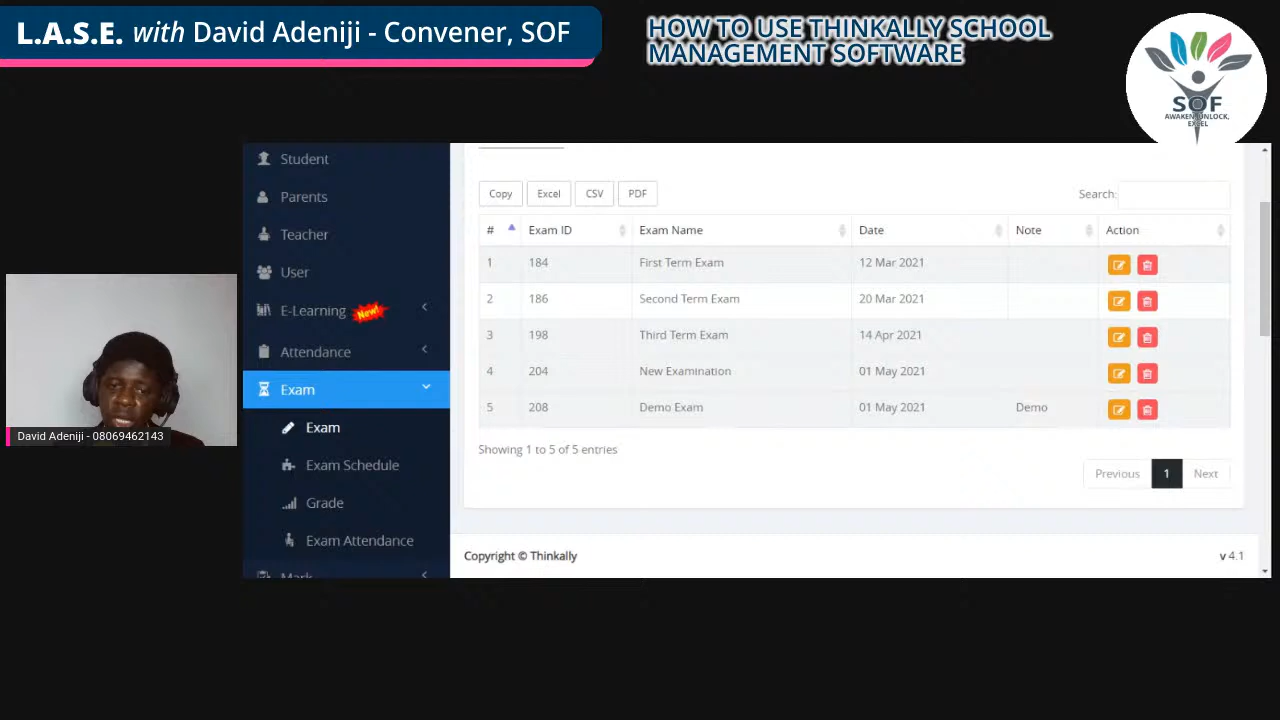 L.A.S.E. with David Adeniji - Convener, SOF
HOW TO USE THINKALLY SCHOOL
MANAGEMENT SOFTWARE
SOF
AWAKEN, UNLOCK,
EXCEL
Student
Parents
Teacher
User
E-Learning New!
Attendance
Exam
Exam
Exam Schedule
Grade
Exam Attendance
Mark
Copy Excel CSV PDF Search:
# Exam ID Exam Name Date Note Action
1 184 First Term Exam 12 Mar 2021
2 186 Second Term Exam 20 Mar 2021
3 198 Third Term Exam 14 Apr 2021
4 204 New Examination 01 May 2021
5 208 Demo Exam 01 May 2021 Demo
Showing 1 to 5 of 5 entries
Previous 1 Next
Copyright © Thinkally v 4.1
David Adeniji - 08069462143